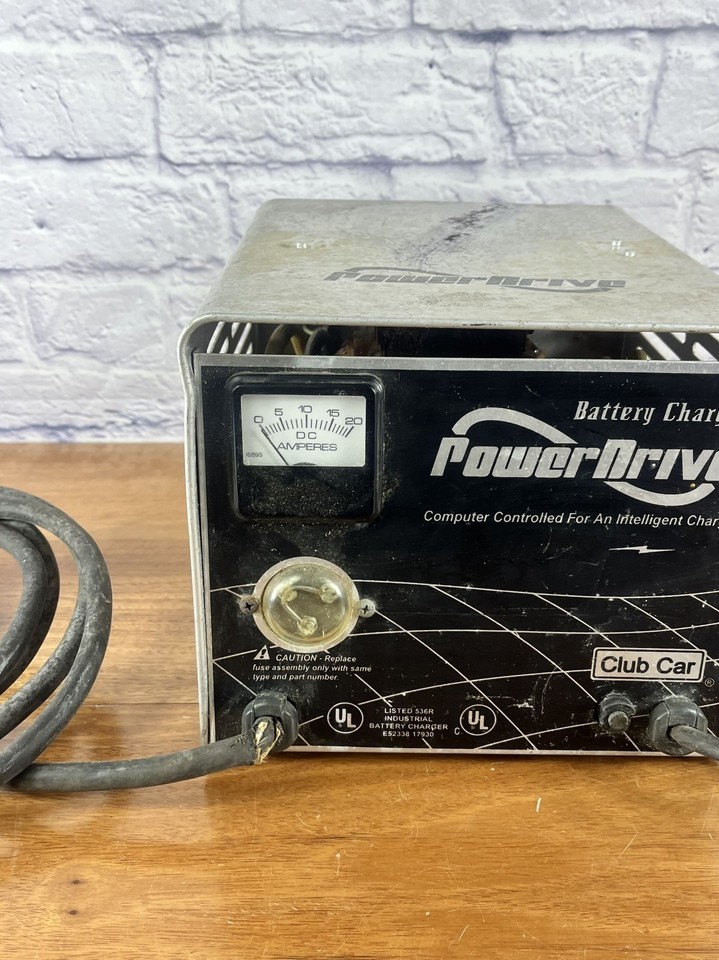 PowerDrive
0 5 10 15 20
DC
AMPERES
Battery Charg
PowerDrive
Computer Controlled For An Intelligent Charg
CAUTION - Replace
fuse assembly only with same
type and part number.
Club Car
®
UL
LISTED 536R
INDUSTRIAL
BATTERY CHARGER
E52338 17930
C UL